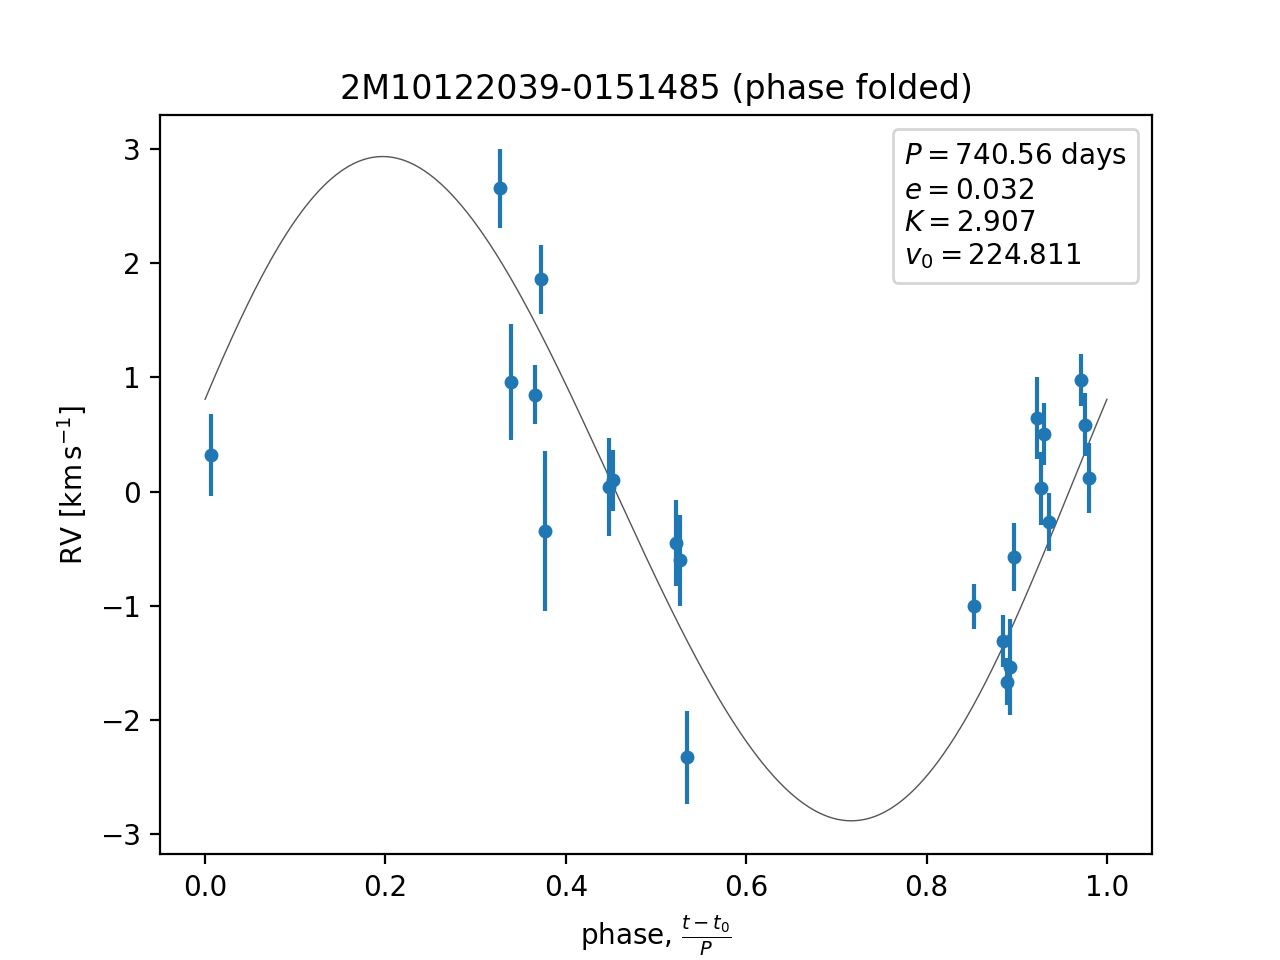 2M10122039-0151485 (phase folded)
P = 740.56 days
e = 0.032
K = 2.907
v₀ = 224.811
3
2
1
0
−1
−2
−3
RV [km s⁻¹]
0.0 0.2 0.4 0.6 0.8 1.0
phase, (t − t₀)/P